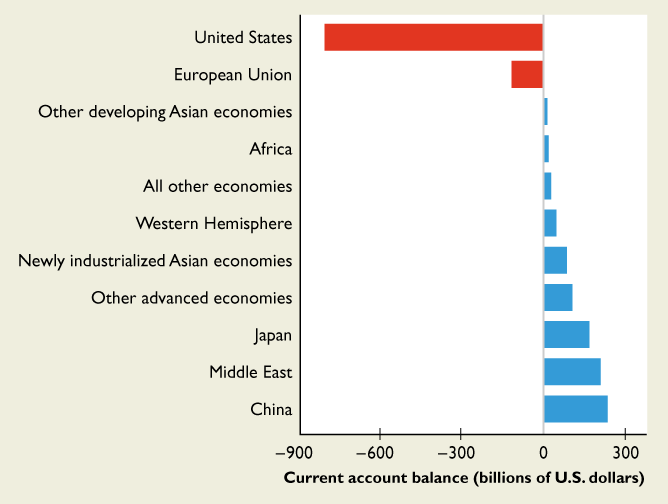 United States
European Union
Other developing Asian economies
Africa
All other economies
Western Hemisphere
Newly industrialized Asian economies
Other advanced economies
Japan
Middle East
China
−900 −600 −300 0 300
Current account balance (billions of U.S. dollars)